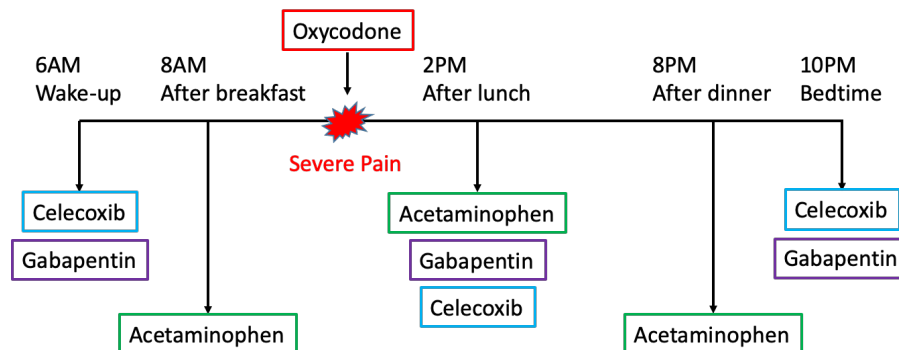 Oxycodone
6AM
Wake-up
8AM
After breakfast
2PM
After lunch
8PM
After dinner
10PM
Bedtime
Severe Pain
Celecoxib
Gabapentin
Acetaminophen
Acetaminophen
Gabapentin
Celecoxib
Acetaminophen
Celecoxib
Gabapentin